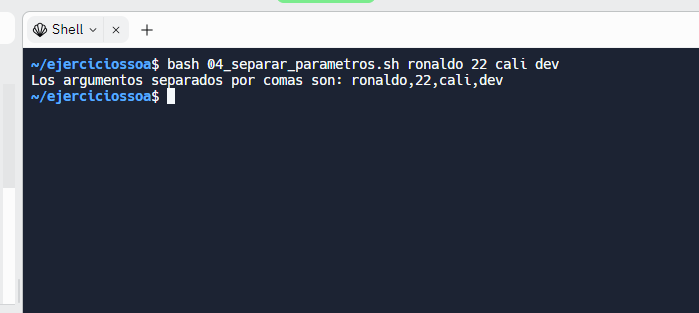 Shell
~/ejerciciossoa$ bash 04_separar_parametros.sh ronaldo 22 cali dev
Los argumentos separados por comas son: ronaldo,22,cali,dev
~/ejerciciossoa$